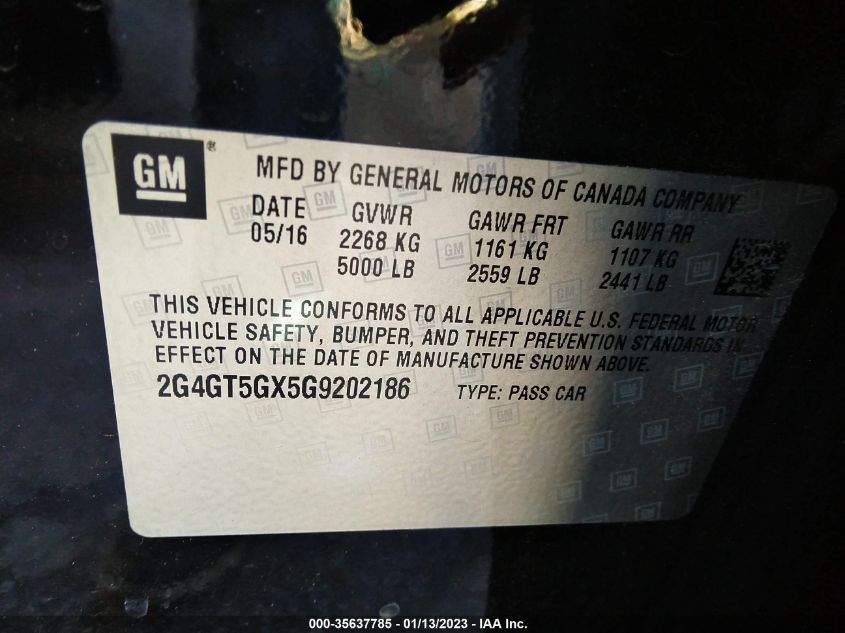 GM®
MFD BY GENERAL MOTORS OF CANADA COMPANY
DATE GVWR GAWR FRT GAWR RR
05/16 2268 KG 1161 KG 1107 KG
5000 LB 2559 LB 2441 LB
THIS VEHICLE CONFORMS TO ALL APPLICABLE U.S. FEDERAL MOTOR
VEHICLE SAFETY, BUMPER, AND THEFT PREVENTION STANDARDS IN
EFFECT ON THE DATE OF MANUFACTURE SHOWN ABOVE.
2G4GT5GX5G9202186 TYPE: PASS CAR
000-35637785 - 01/13/2023 - IAA Inc.